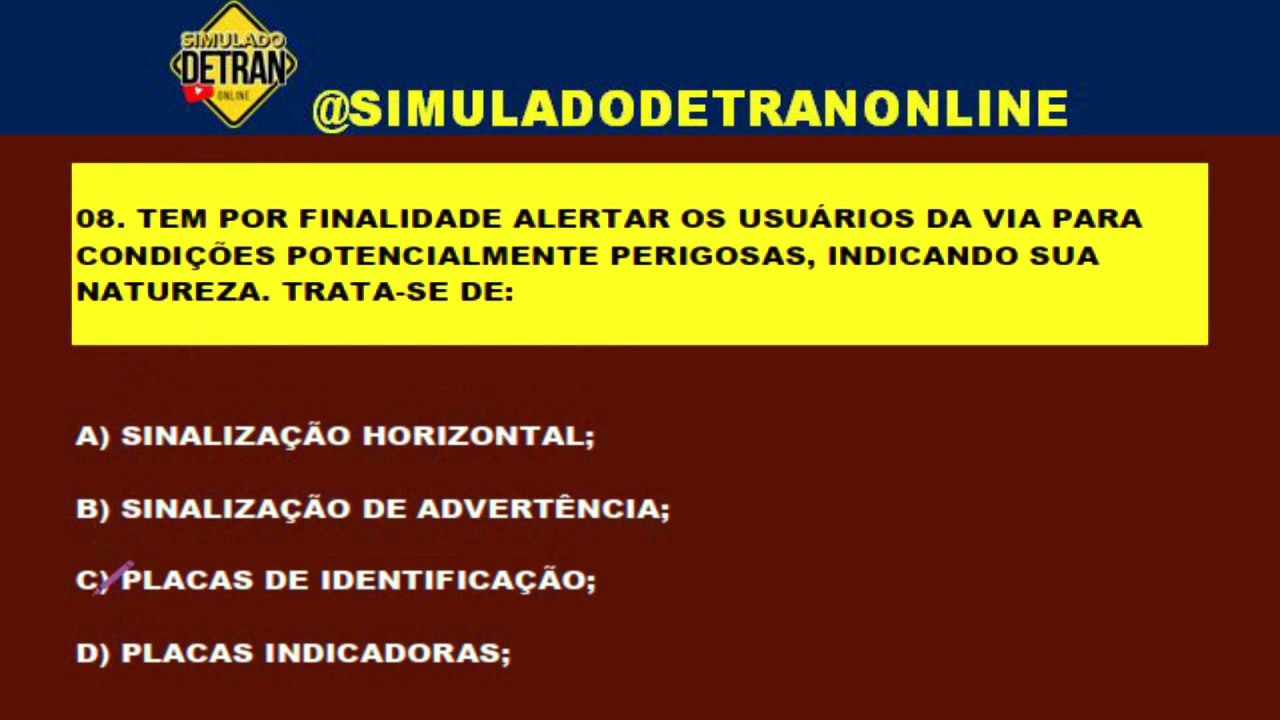 SIMULADO
DETRAN
ONLINE
@SIMULADODETRANONLINE
08. TEM POR FINALIDADE ALERTAR OS USUÁRIOS DA VIA PARA
CONDIÇÕES POTENCIALMENTE PERIGOSAS, INDICANDO SUA
NATUREZA. TRATA-SE DE:
A) SINALIZAÇÃO HORIZONTAL;
B) SINALIZAÇÃO DE ADVERTÊNCIA;
C) PLACAS DE IDENTIFICAÇÃO;
D) PLACAS INDICADORAS;